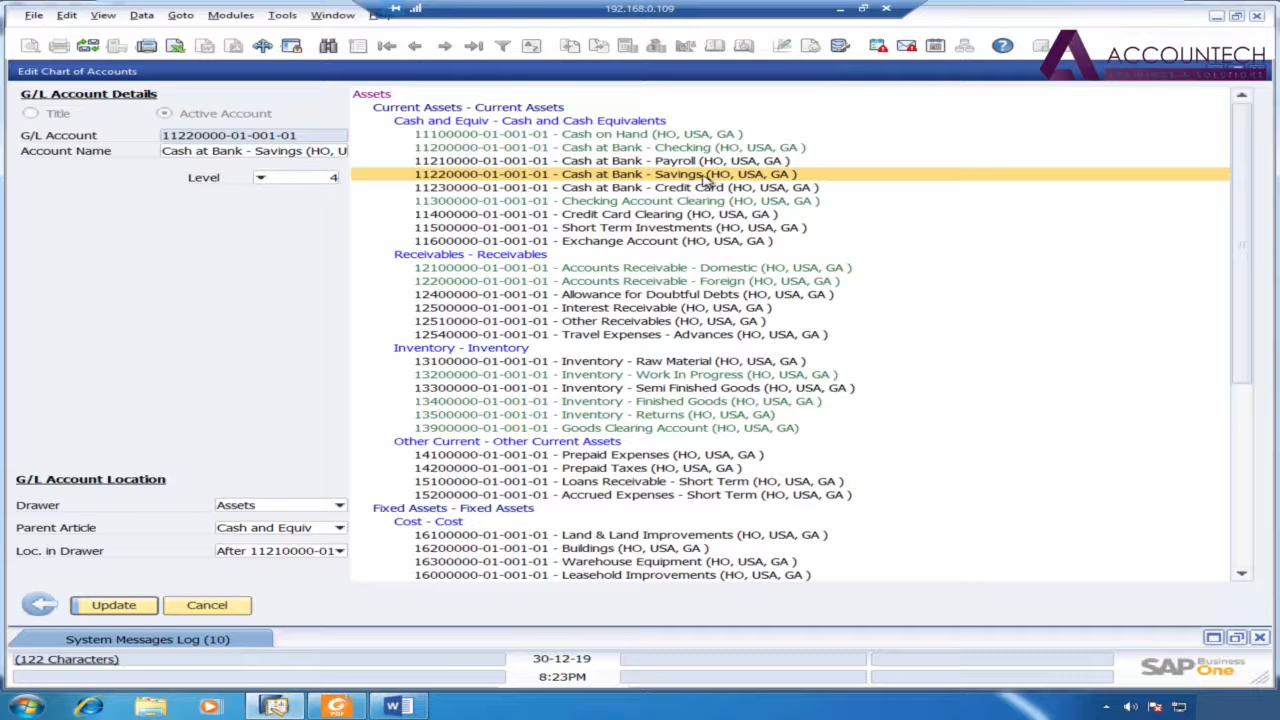 192.168.0.109
File Edit View Data Goto Modules Tools Window
ACCOUNTECH
Edit Chart of Accounts
G/L Account Details
Title Active Account
G/L Account 11220000-01-001-01
Account Name Cash at Bank - Savings (HO, U
Level 4
Assets
Current Assets - Current Assets
Cash and Equiv - Cash and Cash Equivalents
11100000-01-001-01 - Cash on Hand (HO, USA, GA )
11200000-01-001-01 - Cash at Bank - Checking (HO, USA, GA )
11210000-01-001-01 - Cash at Bank - Payroll (HO, USA, GA )
11220000-01-001-01 - Cash at Bank - Savings (HO, USA, GA )
11230000-01-001-01 - Cash at Bank - Credit Card (HO, USA, GA )
11300000-01-001-01 - Checking Account Clearing (HO, USA, GA )
11400000-01-001-01 - Credit Card Clearing (HO, USA, GA )
11500000-01-001-01 - Short Term Investments (HO, USA, GA )
11600000-01-001-01 - Exchange Account (HO, USA, GA )
Receivables - Receivables
12100000-01-001-01 - Accounts Receivable - Domestic (HO, USA, GA )
12200000-01-001-01 - Accounts Receivable - Foreign (HO, USA, GA )
12400000-01-001-01 - Allowance for Doubtful Debts (HO, USA, GA )
12500000-01-001-01 - Interest Receivable (HO, USA, GA )
12510000-01-001-01 - Other Receivables (HO, USA, GA )
12540000-01-001-01 - Travel Expenses - Advances (HO, USA, GA )
Inventory - Inventory
13100000-01-001-01 - Inventory - Raw Material (HO, USA, GA )
13200000-01-001-01 - Inventory - Work In Progress (HO, USA, GA )
13300000-01-001-01 - Inventory - Semi Finished Goods (HO, USA, GA )
13400000-01-001-01 - Inventory - Finished Goods (HO, USA, GA )
13500000-01-001-01 - Inventory - Returns (HO, USA, GA)
13900000-01-001-01 - Goods Clearing Account (HO, USA, GA)
Other Current - Other Current Assets
14100000-01-001-01 - Prepaid Expenses (HO, USA, GA )
14200000-01-001-01 - Prepaid Taxes (HO, USA, GA )
15100000-01-001-01 - Loans Receivable - Short Term (HO, USA, GA )
15200000-01-001-01 - Accrued Expenses - Short Term (HO, USA, GA )
Fixed Assets - Fixed Assets
Cost - Cost
16100000-01-001-01 - Land & Land Improvements (HO, USA, GA )
16200000-01-001-01 - Buildings (HO, USA, GA )
16300000-01-001-01 - Warehouse Equipment (HO, USA, GA )
16000000-01-001-01 - Leasehold Improvements (HO, USA, GA )
G/L Account Location
Drawer Assets
Parent Article Cash and Equiv
Loc. in Drawer After 11210000-01
Update Cancel
System Messages Log (10)
(122 Characters)
30-12-19
8:23PM
SAP Business One